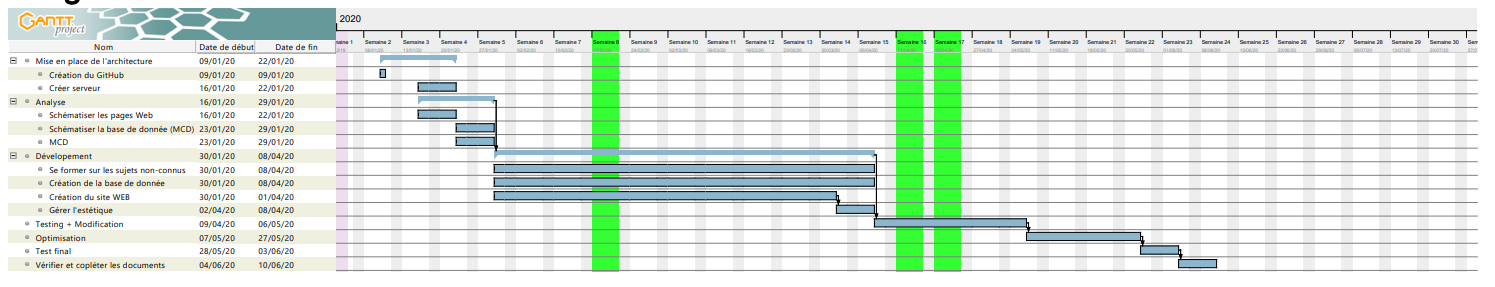 GANTT project
2020
Nom Date de début Date de fin
Semaine 2 Semaine 3 Semaine 4 Semaine 5 Semaine 6 Semaine 7 Semaine 8 Semaine 9 Semaine 10 Semaine 11 Semaine 12 Semaine 13 Semaine 14 Semaine 15 Semaine 16 Semaine 17 Semaine 18 Semaine 19 Semaine 20 Semaine 21 Semaine 22 Semaine 23 Semaine 24 Semaine 25 Semaine 26 Semaine 27 Semaine 28 Semaine 29 Semaine 30
Mise en place de l'architecture 09/01/20 22/01/20
Création du GitHub 09/01/20 09/01/20
Créer serveur 16/01/20 22/01/20
Analyse 16/01/20 29/01/20
Schématiser les pages Web 16/01/20 22/01/20
Schématiser la base de donnée (MCD) 23/01/20 29/01/20
MCD 23/01/20 29/01/20
Dévelopement 30/01/20 08/04/20
Se former sur les sujets non-connus 30/01/20 08/04/20
Création de la base de donnée 30/01/20 08/04/20
Création du site WEB 30/01/20 01/04/20
Gérer l'estétique 02/04/20 08/04/20
Testing + Modification 09/04/20 06/05/20
Optimisation 07/05/20 27/05/20
Test final 28/05/20 03/06/20
Vérifier et copléter les documents 04/06/20 10/06/20